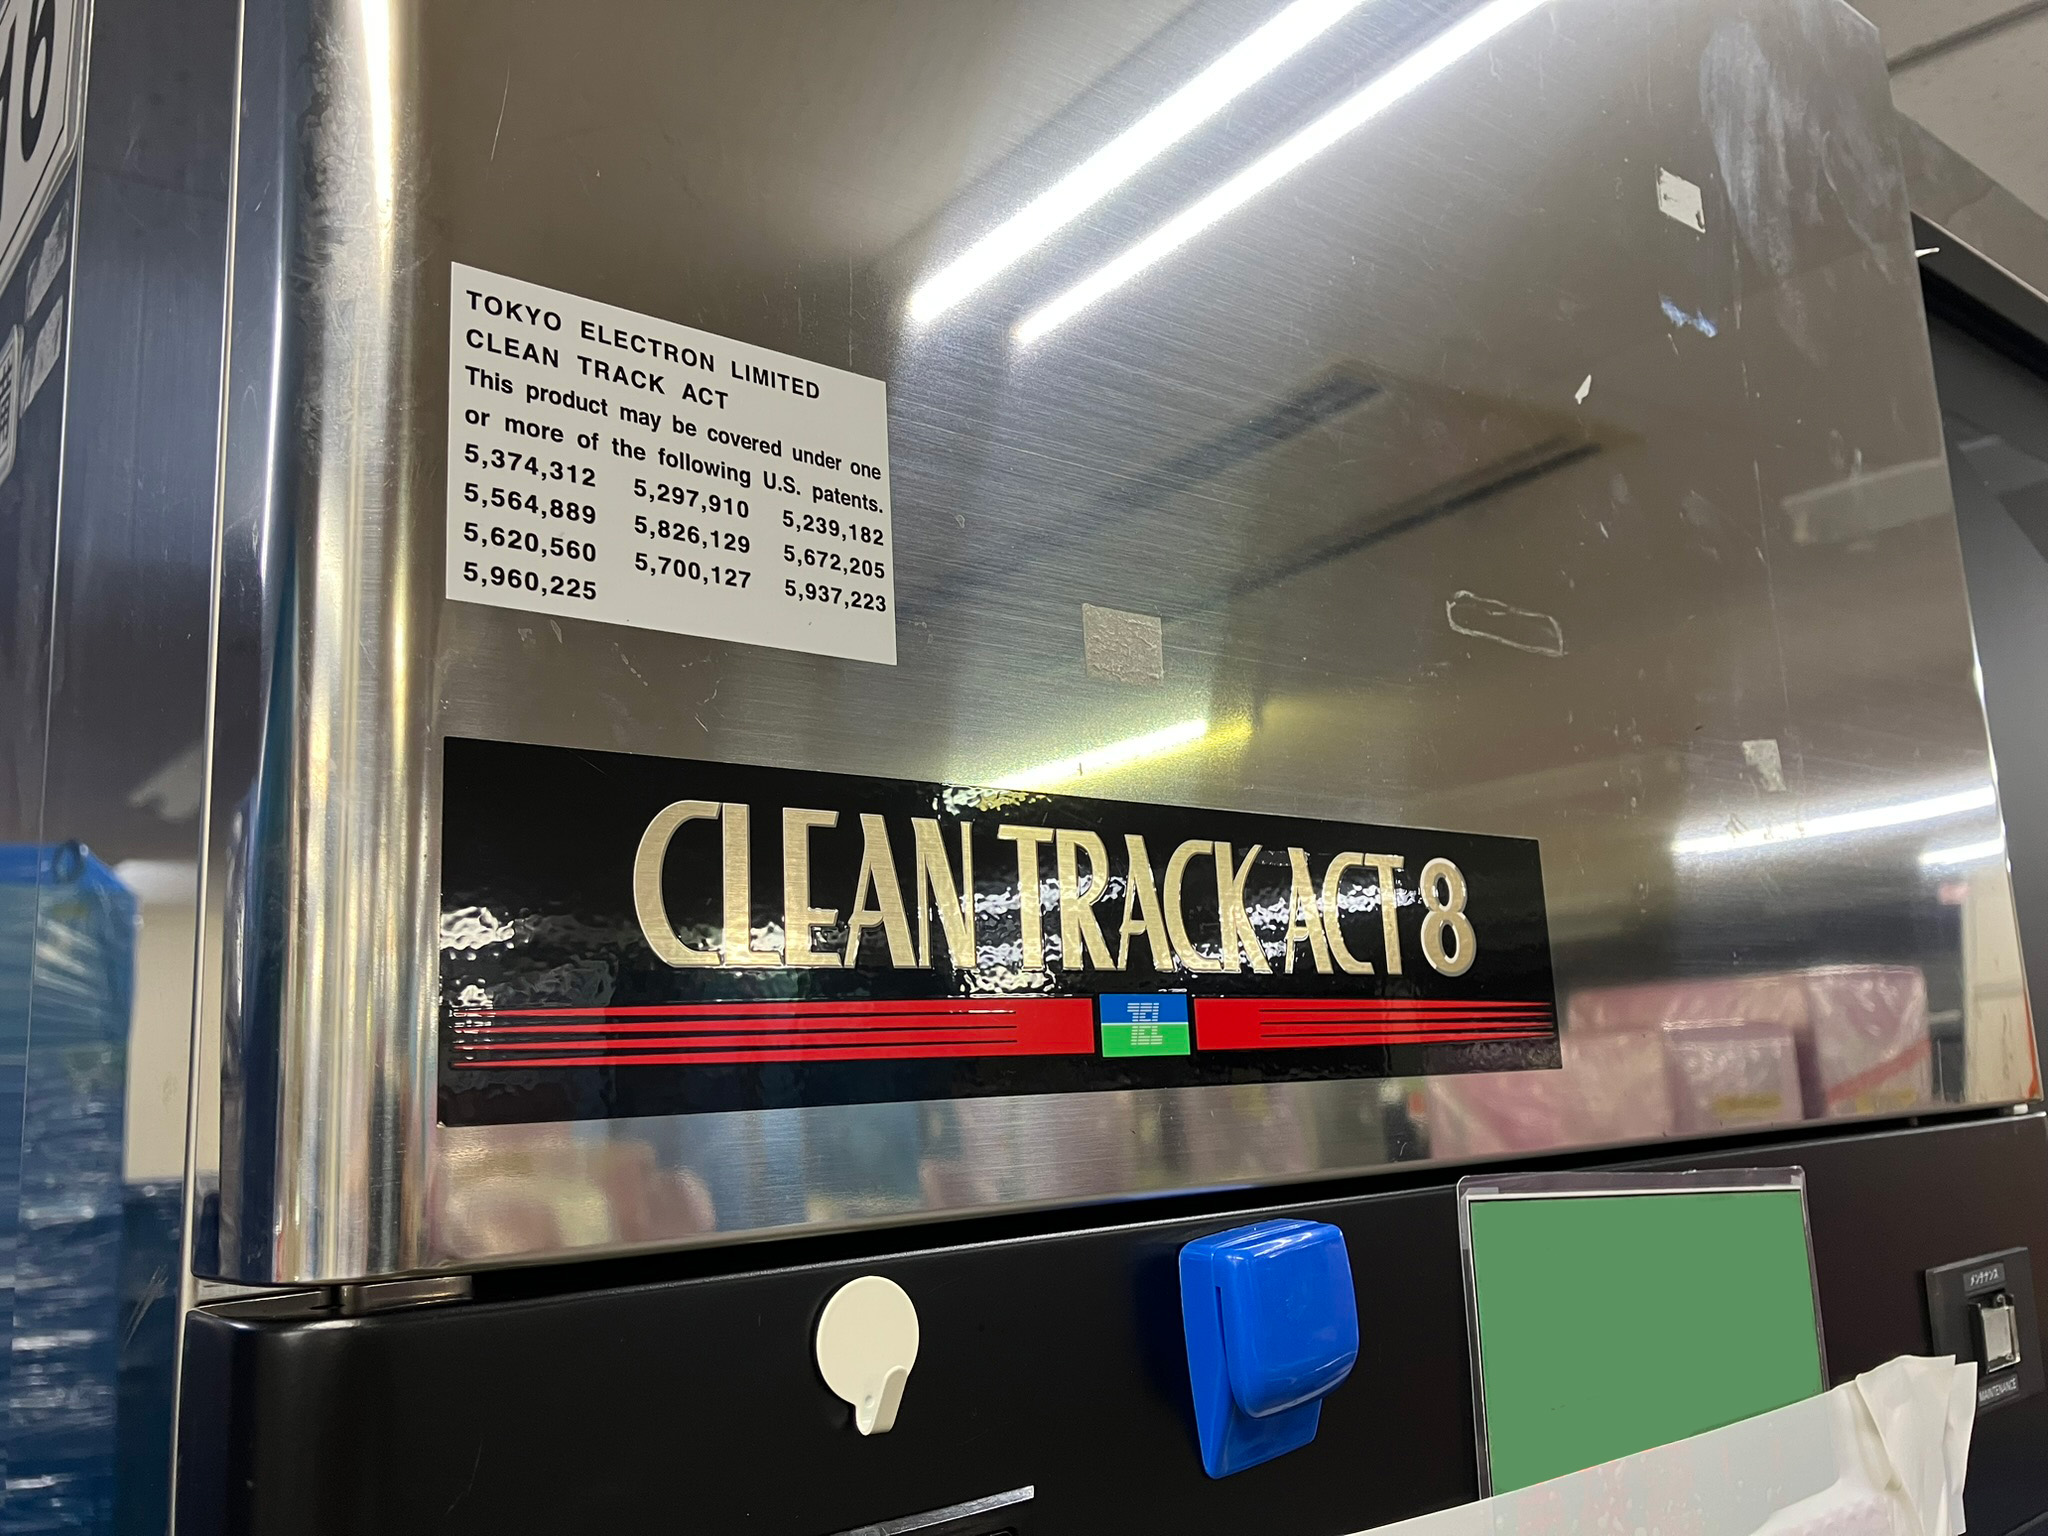 16
TOKYO ELECTRON LIMITED
CLEAN TRACK ACT
This product may be covered under one
or more of the following U.S. patents.
5,374,312 5,297,910 5,239,182
5,564,889 5,826,129 5,672,205
5,620,560 5,700,127 5,937,223
5,960,225
CLEAN TRACK ACT 8
TEL
メンテナンス
MAINTENANCE